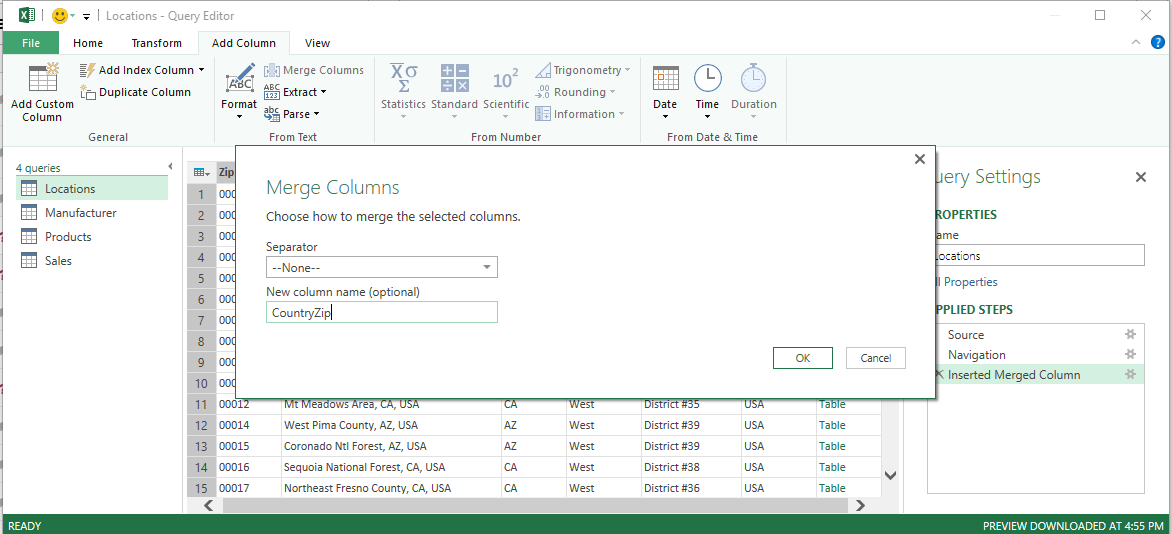 Locations - Query Editor
File Home Transform Add Column View
Add Custom Column
Add Index Column
Duplicate Column
General
Format
Merge Columns
Extract
Parse
From Text
Statistics Standard Scientific
Trigonometry
Rounding
Information
From Number
Date Time Duration
From Date & Time
4 queries
Locations
Manufacturer
Products
Sales
Zip
1 000
2 000
3 000
4 000
5 000
6 000
7 000
8 000
9 000
10 000
11 00012 Mt Meadows Area, CA, USA CA West District #35 USA Table
12 00014 West Pima County, AZ, USA AZ West District #39 USA Table
13 00015 Coronado Ntl Forest, AZ, USA AZ West District #39 USA Table
14 00016 Sequoia National Forest, CA, USA CA West District #38 USA Table
15 00017 Northeast Fresno County, CA, USA CA West District #36 USA Table
Merge Columns
Choose how to merge the selected columns.
Separator
--None--
New column name (optional)
CountryZip
OK Cancel
uery Settings
ROPERTIES
ame
ocations
ll Properties
APPLIED STEPS
Source
Navigation
Inserted Merged Column
READY PREVIEW DOWNLOADED AT 4:55 PM